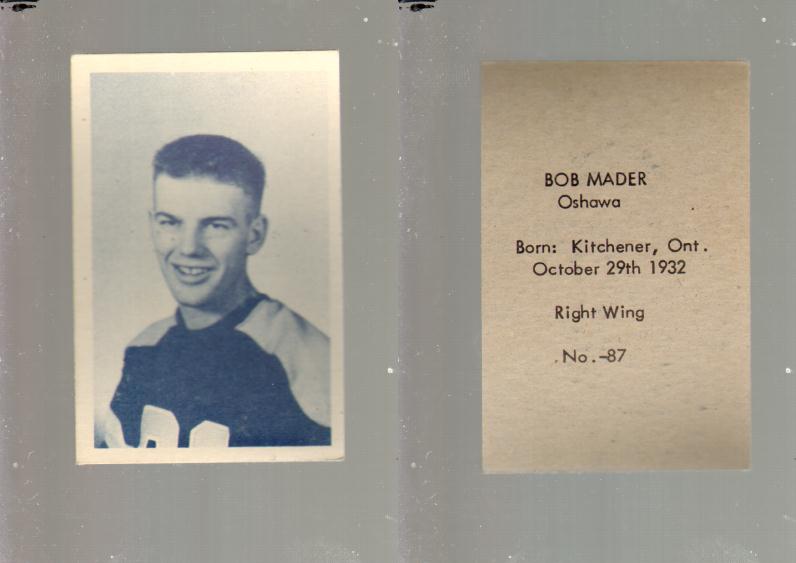 BOB MADER
Oshawa
Born: Kitchener, Ont.
October 29th 1932
Right Wing
No.-87